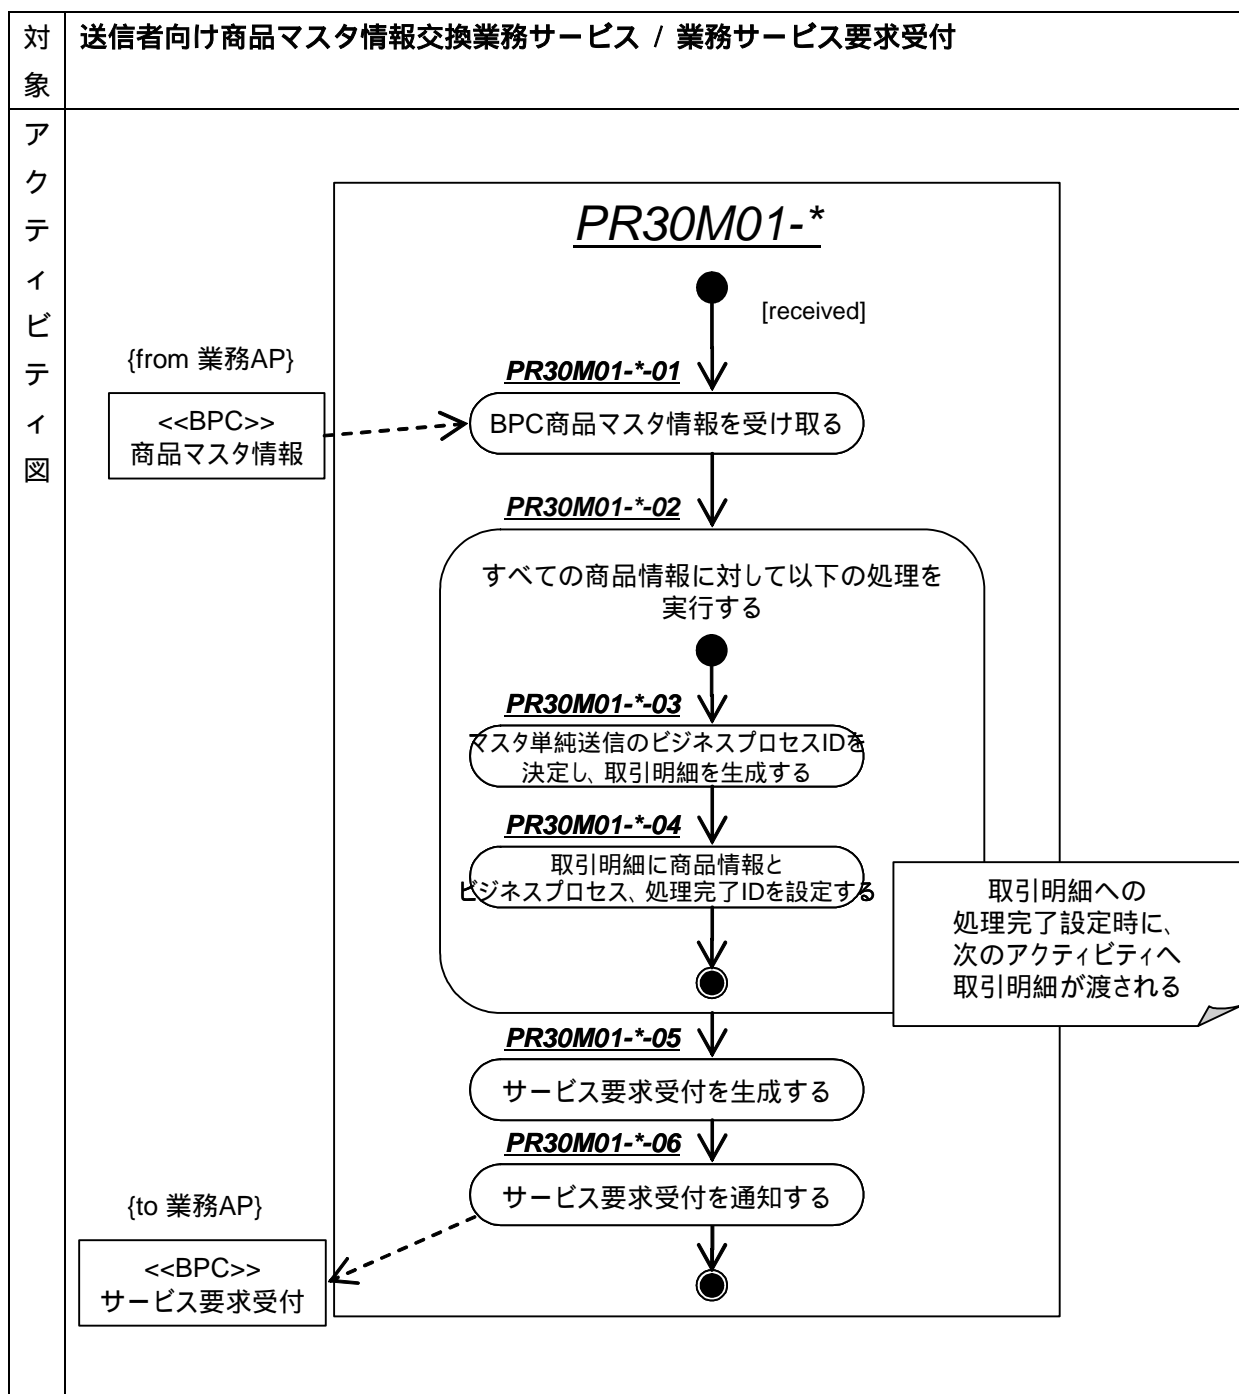 対象
送信者向け商品マスタ情報交換業務サービス / 業務サービス要求受付
アクティビティ図
PR30M01-*
[received]
{from 業務AP}
<<BPC>>
商品マスタ情報
PR30M01-*-01
BPC商品マスタ情報を受け取る
PR30M01-*-02
すべての商品情報に対して以下の処理を
実行する
PR30M01-*-03
マスタ単純送信のビジネスプロセスIDを
決定し、取引明細を生成する
PR30M01-*-04
取引明細に商品情報と
ビジネスプロセス、処理完了IDを設定する
取引明細への
処理完了設定時に、
次のアクティビティへ
取引明細が渡される
PR30M01-*-05
サービス要求受付を生成する
PR30M01-*-06
サービス要求受付を通知する
{to 業務AP}
<<BPC>>
サービス要求受付